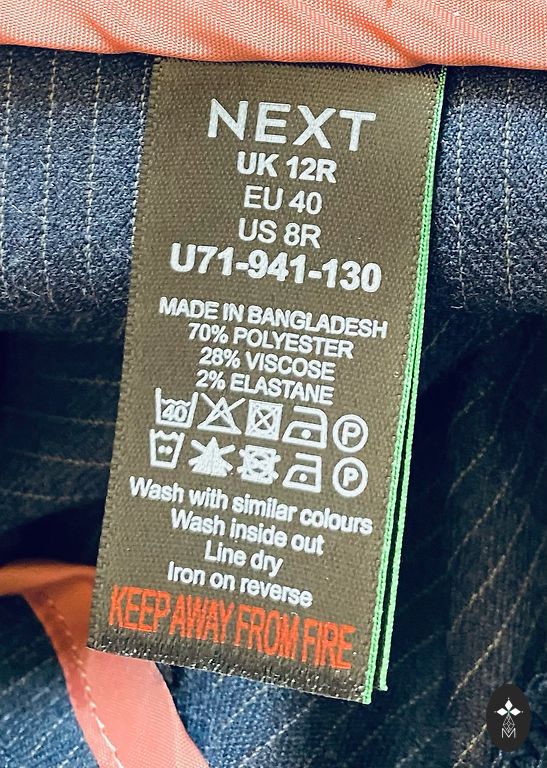 NEXT
UK 12R
EU 40
US 8R
U71-941-130
MADE IN BANGLADESH
70% POLYESTER
28% VISCOSE
2% ELASTANE
40 P
P
Wash with similar colours
Wash inside out
Line dry
Iron on reverse
KEEP AWAY FROM FIRE